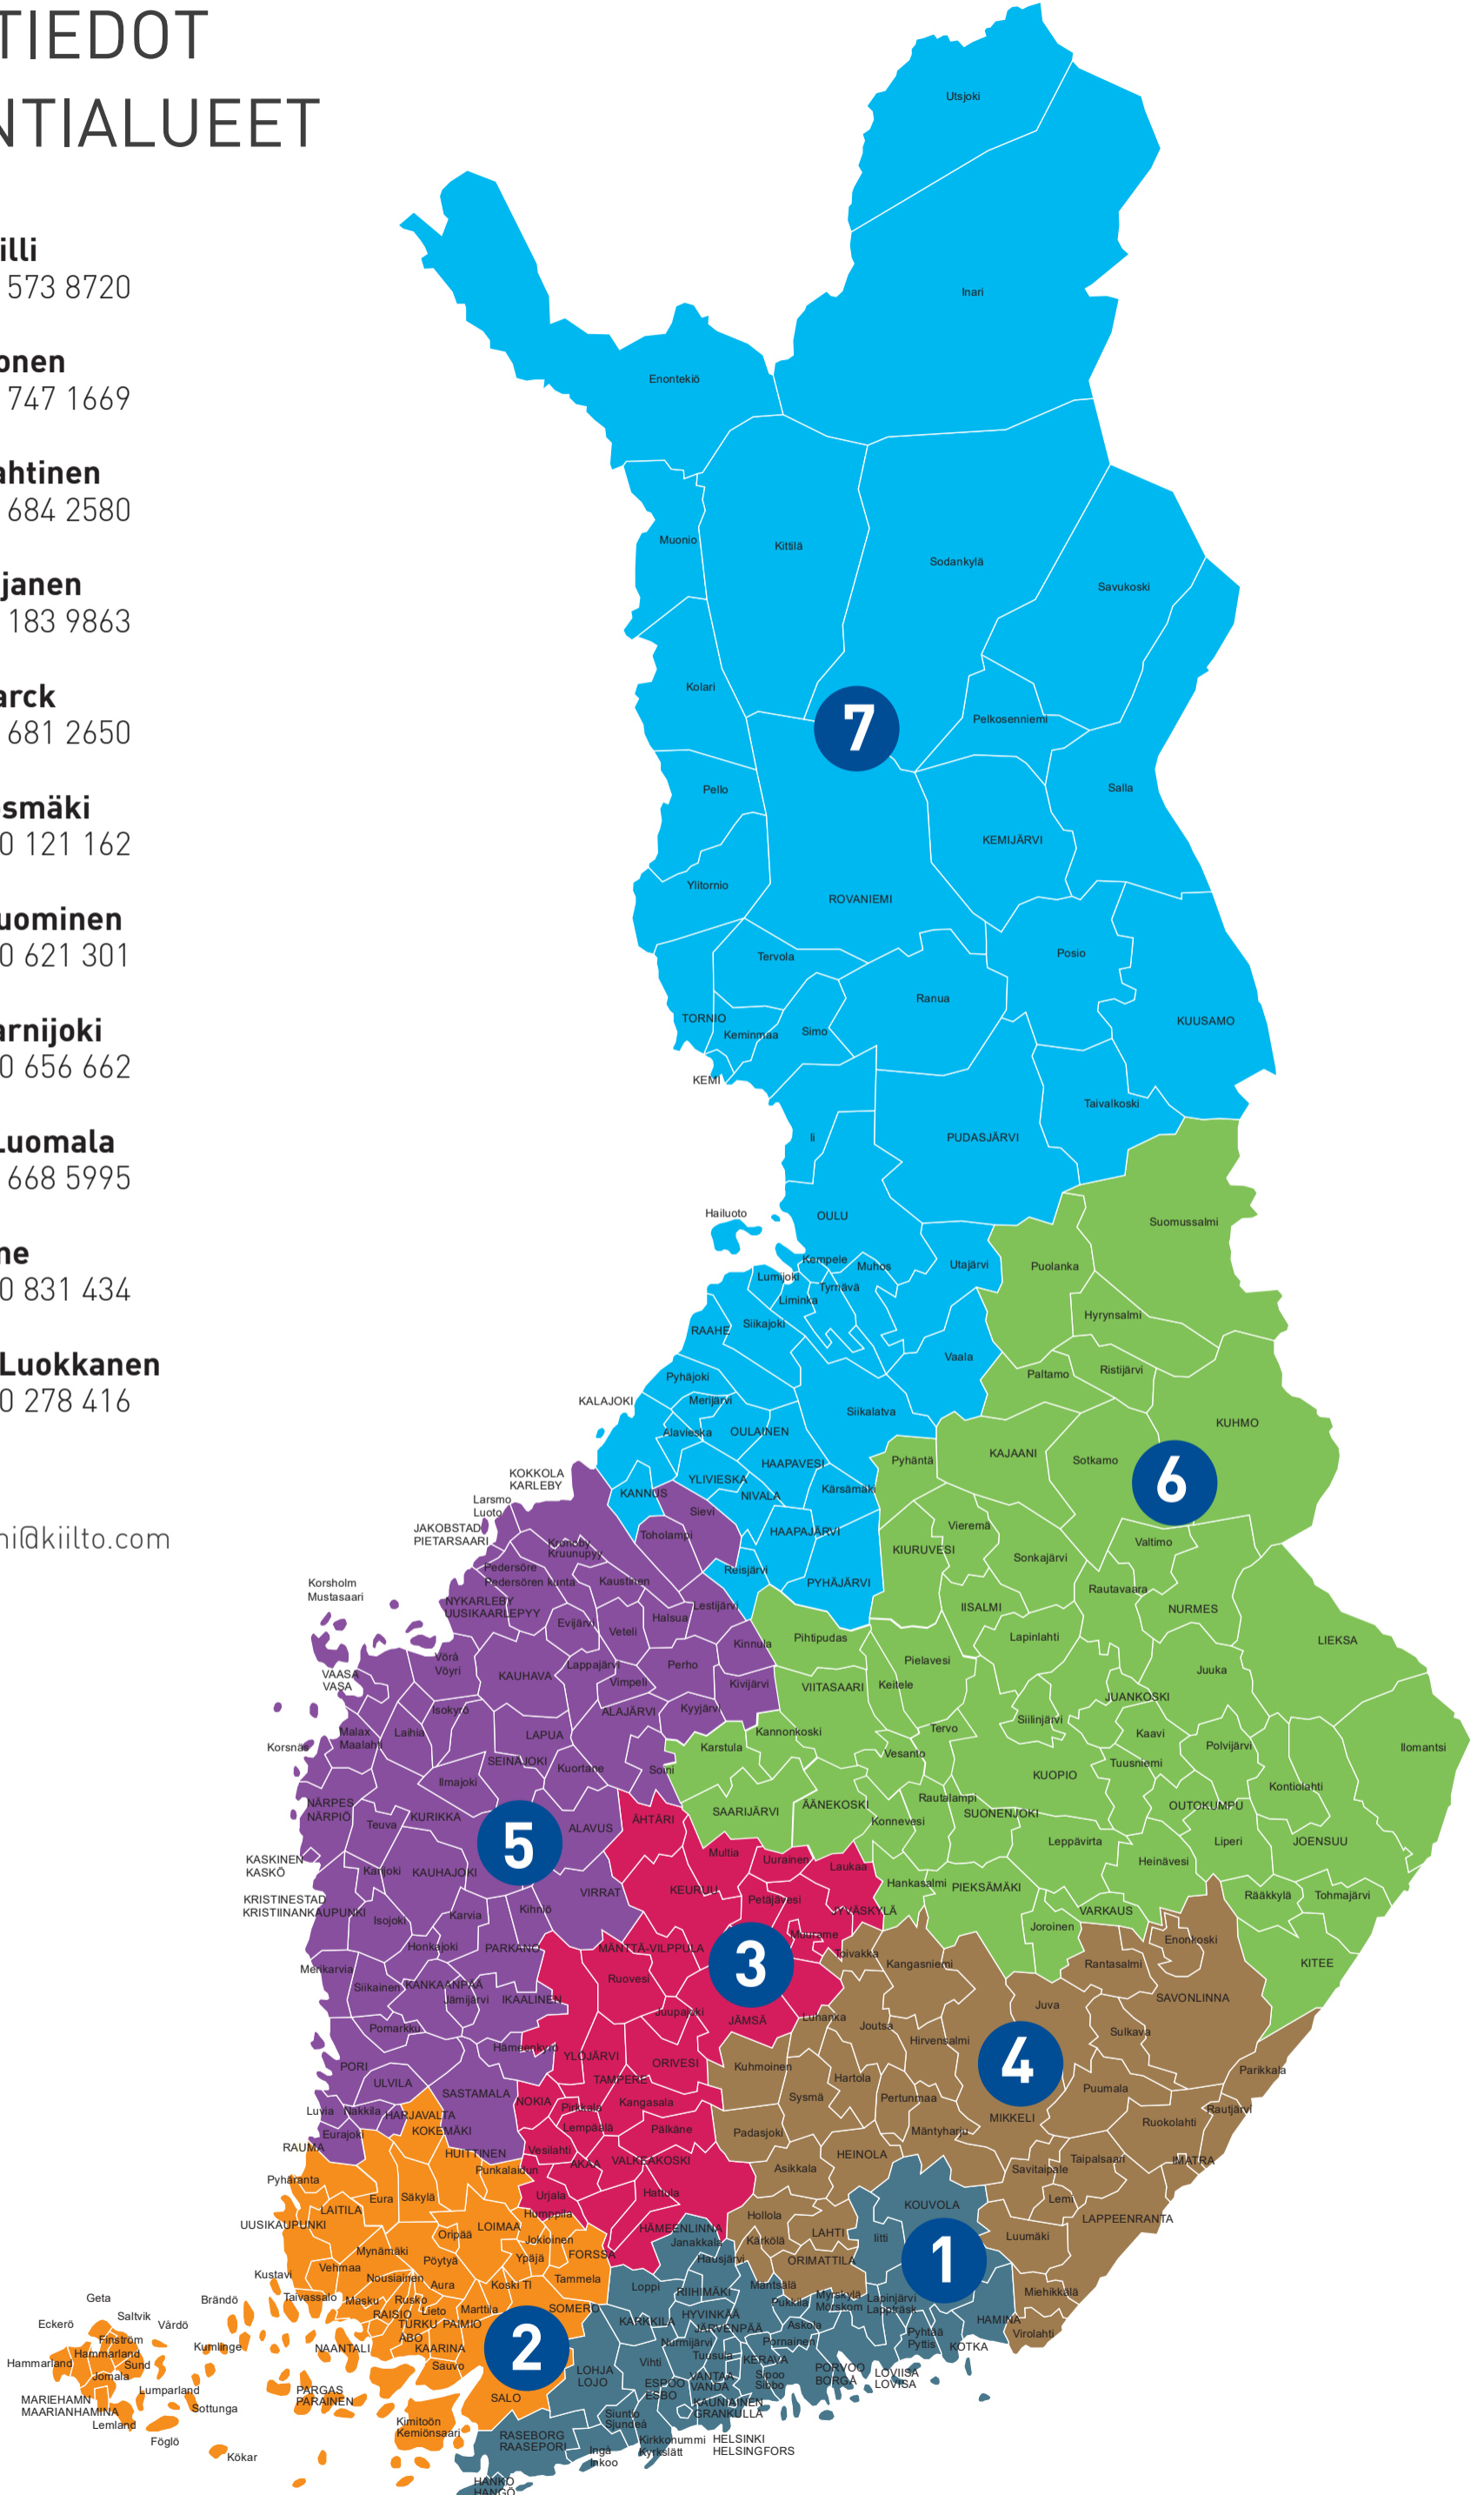 TIEDOT
NTIALUEET
illi
573 8720
onen
747 1669
ahtinen
684 2580
janen
183 9863
arck
681 2650
osmäki
0 121 162
uominen
0 621 301
arnijoki
0 656 662
Luomala
668 5995
ne
0 831 434
Luokkanen
0 278 416
ni@kiilto.com
Utsjoki
Inari
Enontekiö
Muonio
Kittilä
Sodankylä
Savukoski
Kolari
Pelkosenniemi
7
Pello
Salla
KEMIJÄRVI
Ylitornio
ROVANIEMI
Tervola
Posio
Ranua
TORNIO
Keminmaa
Simo
KUUSAMO
KEMI
Taivalkoski
Ii
PUDASJÄRVI
Hailuoto
OULU
Suomussalmi
Kempele
Muhos
Utajärvi
Puolanka
Lumijoki
Tyrnävä
Liminka
Hyrynsalmi
RAAHE
Siikajoki
Vaala
Pyhäjoki
Paltamo
Ristijärvi
KALAJOKI
Merijärvi
Siikalatva
KUHMO
Alavieska
OULAINEN
KAJAANI
Sotkamo
HAAPAVESI
Pyhäntä
6
KOKKOLA
KARLEBY
YLIVIESKA
Kärsämäki
KANNUS
NIVALA
Larsmo
Luoto
Sievi
JAKOBSTAD
PIETARSAARI
Toholampi
HAAPAJÄRVI
Vieremä
Kronoby
Kruunupyy
KIURUVESI
Sonkajärvi
Valtimo
Pedersöre
Pedersören kunta
Kaustinen
Reisjärvi
PYHÄJÄRVI
Rautavaara
Korsholm
Mustasaari
NYKARLEBY
UUSIKAARLEPYY
Evijärvi
Veteli
Halsua
Lestijärvi
IISALMI
NURMES
Kinnula
Pihtipudas
Lapinlahti
LIEKSA
Vörå
Vöyri
Lappajärvi
Perho
Pielavesi
Juuka
VAASA
VASA
KAUHAVA
Vimpeli
Kivijärvi
VIITASAARI
Keitele
JUANKOSKI
Isokyrö
ALAJÄRVI
Kyyjärvi
Siilinjärvi
Malax
Maalahti
Laihia
LAPUA
Kannonkoski
Tervo
Kaavi
Korsnäs
Karstula
Vesanto
Polvijärvi
Ilomantsi
SEINAJOKI
Kuortane
Soini
Tuusniemi
Ilmajoki
KUOPIO
Kontiolahti
NÄRPES
NÄRPIÖ
KURIKKA
SAARIJÄRVI
ÄÄNEKOSKI
Rautalampi
OUTOKUMPU
Teuva
ALAVUS
ÄHTÄRI
Konnevesi
SUONENJOKI
5
Leppävirta
Liperi
JOENSUU
KASKINEN
KASKÖ
Karijoki
KAUHAJOKI
Multia
Uurainen
Laukaa
Heinävesi
KRISTINESTAD
KRISTIINANKAUPUNKI
VIRRAT
KEURUU
Petäjävesi
Hankasalmi
PIEKSÄMÄKI
Rääkkylä
Tohmajärvi
Isojoki
Karvia
Kihniö
JYVÄSKYLÄ
VARKAUS
Joroinen
Honkajoki
PARKANO
MÄNTTÄ-VILPPULA
Muurame
Toivakka
Enonkoski
Merikarvia
3
Kangasniemi
Rantasalmi
KITEE
Siikainen
KANKAANPÄÄ
Jämijärvi
IKAALINEN
Ruovesi
SAVONLINNA
Pomarkku
Juupajoki
JÄMSÄ
Luhanka
Joutsa
Juva
Hämeenkyrö
Hirvensalmi
Sulkava
PORI
YLÖJÄRVI
ORIVESI
Kuhmoinen
4
Parikkala
ULVILA
SASTAMALA
TAMPERE
Sysmä
Hartola
Puumala
Luvia
Nakkila
HARJAVALTA
NOKIA
Pirkkala
Kangasala
Pertunmaa
MIKKELI
Ruokolahti
Rautjärvi
Eurajoki
KOKEMÄKI
Lempäälä
Pälkäne
Padasjoki
Mäntyharju
RAUMA
HUITTINEN
Vesilahti
VALKEAKOSKI
HEINOLA
Taipalsaari
IMATRA
Pyhäranta
Punkalaidun
AKAA
Asikkala
Savitaipale
LAITILA
Eura
Säkylä
Urjala
Hattula
Lemi
UUSIKAUPUNKI
Humppila
Hollola
KOUVOLA
LAPPEENRANTA
Oripää
LOIMAA
Jokioinen
HÄMEENLINNA
Janakkala
LAHTI
Iitti
Luumäki
Mynämäki
Pöytyä
Ypäjä
FORSSA
Hausjärvi
Kärkölä
ORIMATTILA
1
Kustavi
Vehmaa
Nousiainen
Aura
Koski Tl
Tammela
Loppi
RIIHIMÄKI
Mäntsälä
Miehikkälä
Geta
Brändö
Taivassalo
Masku
Rusko
Lieto
Marttila
SOMERO
Pukkila
Myrskylä
Mörskom
Lapinjärvi
Lappträsk
Eckerö
Saltvik
Vårdö
RAISIO
TURKU
ÅBO
PAIMIO
KARKKILA
HYVINKÄÄ
JÄRVENPÄÄ
Askola
HAMINA
Virolahti
Finström
Hammarland
Kumlinge
NAANTALI
KAARINA
2
Nurmijärvi
Pornainen
Pyhtää
Pyttis
KOTKA
Hammarland
Sund
Jomala
Sauvo
Vihti
Tuusula
KERAVA
PORVOO
BORGÅ
LOVIISA
LOVISA
MARIEHAMN
MAARIANHAMINA
Lumparland
PARGAS
PARAINEN
SALO
LOHJA
LOJO
ESPOO
ESBO
VANTAA
VANDA
Sipoo
Sibbo
Lemland
Sottunga
Kimitoön
Kemiönsaari
Siuntio
Sjundeå
KAUNIAINEN
GRANKULLA
Föglö
RASEBORG
RAASEPORI
Kirkkonummi
Kyrkslätt
HELSINKI
HELSINGFORS
Kökar
Ingå
Inkoo
HANKO
HANGÖ